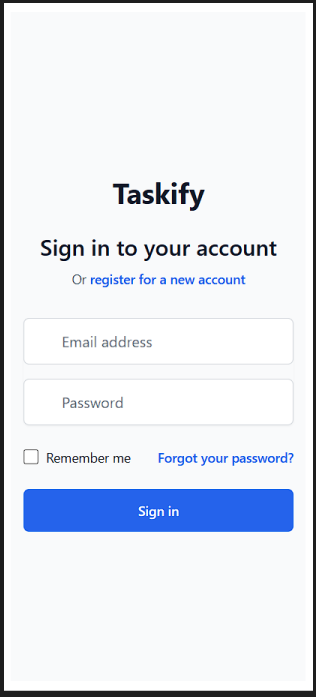 Taskify
Sign in to your account
Or register for a new account
Email address
Password
Remember me
Forgot your password?
Sign in